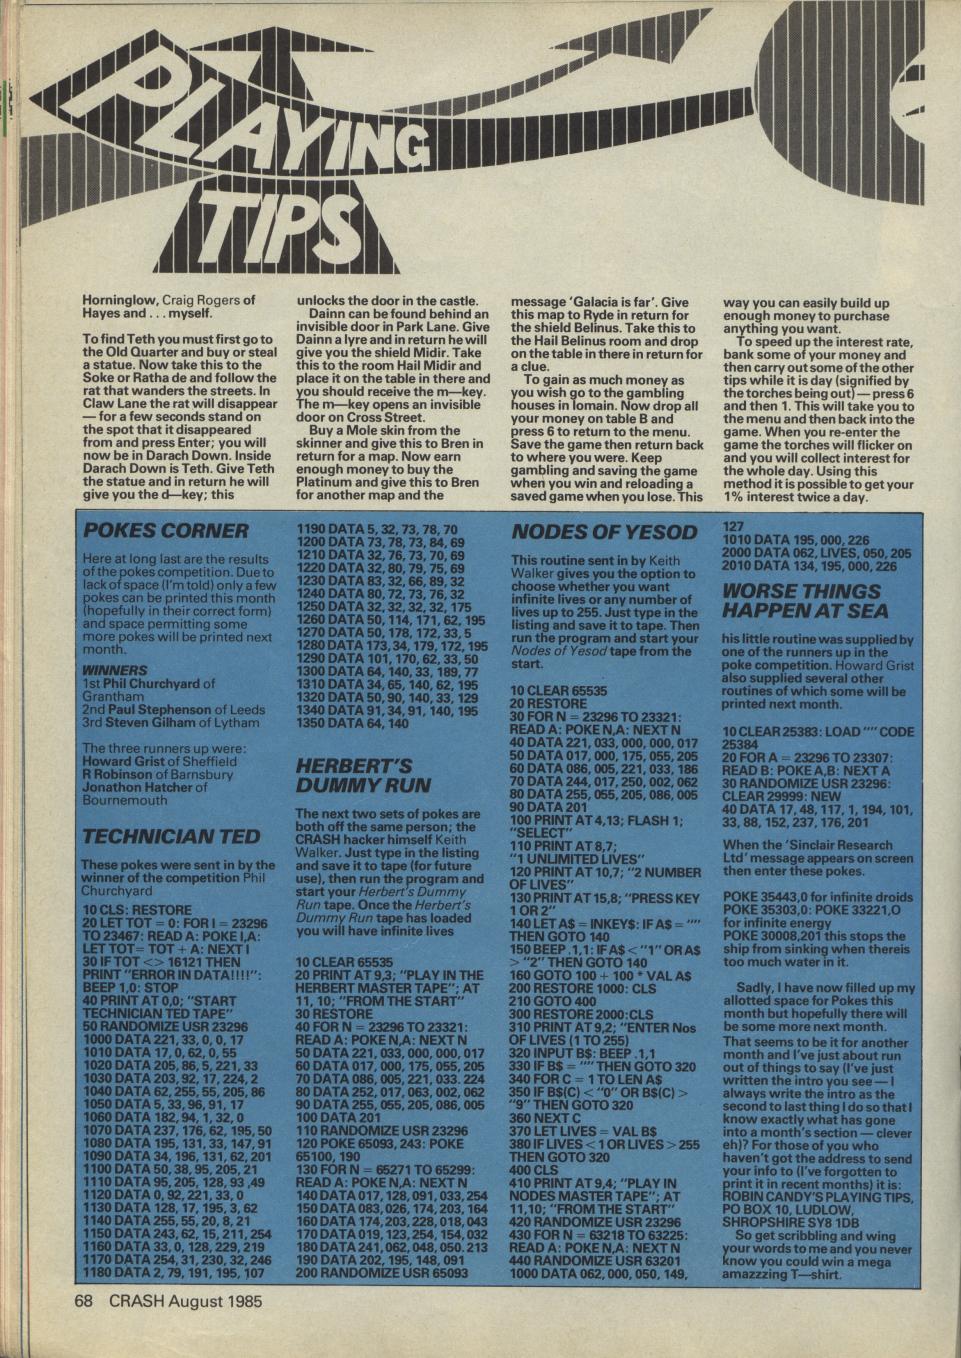 PLAYING
TIPS
Horninglow, Craig Rogers of
Hayes and . . . myself.
To find Teth you must first go to
the Old Quarter and buy or steal
a statue. Now take this to the
Soke or Ratha de and follow the
rat that wanders the streets. In
Claw Lane the rat will disappear
— for a few seconds stand on
the spot that it disappeared
from and press Enter; you will
now be in Darach Down. Inside
Darach Down is Teth. Give Teth
the statue and in return he will
give you the d—key; this
unlocks the door in the castle.
Dainn can be found behind an
invisible door in Park Lane. Give
Dainn a lyre and in return he will
give you the shield Midir. Take
this to the room Hail Midir and
place it on the table in there and
you should receive the m—key.
The m—key opens an invisible
door on Cross Street.
Buy a Mole skin from the
skinner and give this to Bren in
return for a map. Now earn
enough money to buy the
Platinum and give this to Bren
for another map and the
message 'Galacia is far'. Give
this map to Ryde in return for
the shield Belinus. Take this to
the Hail Belinus room and drop
on the table in there in return for
a clue.
To gain as much money as
you wish go to the gambling
houses in Iomain. Now drop all
your money on table B and
press 6 to return to the menu.
Save the game then return back
to where you were. Keep
gambling and saving the game
when you win and reloading a
saved game when you lose. This
way you can easily build up
enough money to purchase
anything you want.
To speed up the interest rate,
bank some of your money and
then carry out some of the other
tips while it is day (signified by
the torches being out) — press 6
and then 1. This will take you to
the menu and then back into the
game. When you re-enter the
game the torches will flicker on
and you will collect interest for
the whole day. Using this
method it is possible to get your
1% interest twice a day.
POKES CORNER
Here at long last are the results
of the pokes competition. Due to
lack of space (I'm told) only a few
pokes can be printed this month
(hopefully in their correct form)
and space permitting some
more pokes will be printed next
month.
WINNERS
1st Phil Churchyard of
Grantham
2nd Paul Stephenson of Leeds
3rd Steven Gilham of Lytham
The three runners up were:
Howard Grist of Sheffield
R Robinson of Barnsbury
Jonathon Hatcher of
Bournemouth
TECHNICIAN TED
These pokes were sent in by the
winner of the competition Phil
Churchyard
10 CLS: RESTORE
20 LET TOT = 0: FOR I = 23296
TO 23467: READ A: POKE I,A:
LET TOT= TOT + A: NEXT I
30 IF TOT <> 16121 THEN
PRINT "ERROR IN DATA!!!!":
BEEP 1,0: STOP
40 PRINT AT 0,0; "START
TECHNICIAN TED TAPE"
50 RANDOMIZE USR 23296
1000 DATA 221, 33, 0, 0, 17
1010 DATA 17, 0, 62, 0, 55
1020 DATA 205, 86, 5, 221, 33
1030 DATA 203, 92, 17, 224, 2
1040 DATA 62, 255, 55, 205, 86
1050 DATA 5, 33, 96, 91, 17
1060 DATA 182, 94, 1, 32, 0
1070 DATA 237, 176, 62, 195, 50
1080 DATA 195, 131, 33, 147, 91
1090 DATA 34, 196, 131, 62, 201
1100 DATA 50, 38, 95, 205, 21
1110 DATA 95, 205, 128, 93 ,49
1120 DATA 0, 92, 221, 33, 0
1130 DATA 128, 17, 195, 3, 62
1140 DATA 255, 55, 20, 8, 21
1150 DATA 243, 62, 15, 211, 254
1160 DATA 33, 0, 128, 229, 219
1170 DATA 254, 31, 230, 32, 246
1180 DATA 2, 79, 191, 195, 107
1190 DATA 5, 32, 73, 78, 70
1200 DATA 73, 78, 73, 84, 69
1210 DATA 32, 76, 73, 70, 69
1220 DATA 32, 80, 79, 75, 69
1230 DATA 83, 32, 66, 89, 32
1240 DATA 80, 72, 73, 76, 32
1250 DATA 32, 32, 32, 32, 175
1260 DATA 50, 114, 171, 62, 195
1270 DATA 50, 178, 172, 33, 5
1280 DATA 173, 34, 179, 172, 195
1290 DATA 101, 170, 62, 33, 50
1300 DATA 64, 140, 33, 189, 77
1310 DATA 34, 65, 140, 62, 195
1320 DATA 50, 90, 140, 33, 129
1340 DATA 91, 34, 91, 140, 195
1350 DATA 64, 140
HERBERT'S
DUMMY RUN
The next two sets of pokes are
both off the same person; the
CRASH hacker himself Keith
Walker. Just type in the listing
and save it to tape (for future
use), then run the program and
start your Herbert's Dummy
Run tape. Once the Herbert's
Dummy Run tape has loaded
you will have infinite lives
10 CLEAR 65535
20 PRINT AT 9,3; "PLAY IN THE
HERBERT MASTER TAPE"; AT
11, 10; "FROM THE START"
30 RESTORE
40 FOR N = 23296 TO 23321:
READ A: POKE N,A: NEXT N
50 DATA 221, 033, 000, 000, 017
60 DATA 017, 000, 175, 055, 205
70 DATA 086, 005, 221, 033. 224
80 DATA 252, 017, 063, 002, 062
90 DATA 255, 055, 205, 086, 005
100 DATA 201
110 RANDOMIZE USR 23296
120 POKE 65093, 243: POKE
65100, 190
130 FOR N = 65271 TO 65299:
READ A: POKE N,A: NEXT N
140 DATA 017, 128, 091, 033, 254
150 DATA 083, 026, 174, 203, 164
160 DATA 174, 203, 228, 018, 043
170 DATA 019, 123, 254, 154, 032
180 DATA 241, 062, 048, 050. 213
190 DATA 202, 195, 148, 091
200 RANDOMIZE USR 65093
NODES OF YESOD
This routine sent in by Keith
Walker gives you the option to
choose whether you want
infinite lives or any number of
lives up to 255. Just type in the
listing and save it to tape. Then
run the program and start your
Nodes of Yesod tape from the
start.
10 CLEAR 65535
20 RESTORE
30 FOR N = 23296 TO 23321:
READ A: POKE N,A: NEXT N
40 DATA 221, 033, 000, 000, 017
50 DATA 017, 000, 175, 055, 205
60 DATA 086, 005, 221, 033, 186
70 DATA 244, 017, 250, 002, 062
80 DATA 255, 055, 205, 086, 005
90 DATA 201
100 PRINT AT 4,13; FLASH 1;
"SELECT"
110 PRINT AT 8,7;
"1 UNLIMITED LIVES"
120 PRINT AT 10,7; "2 NUMBER
OF LIVES"
130 PRINT AT 15,8; "PRESS KEY
1 OR 2"
140 LET A$ = INKEY$: IF A$ = ""
THEN GOTO 140
150 BEEP .1,1: IF A$ < "1" OR A$
> "2" THEN GOTO 140
160 GOTO 100 + 100 * VAL A$
200 RESTORE 1000: CLS
210 GOTO 400
300 RESTORE 2000:CLS
310 PRINT AT 9,2; "ENTER Nos
OF LIVES (1 TO 255)
320 INPUT B$: BEEP .1,1
330 IF B$ = "" THEN GOTO 320
340 FOR C = 1 TO LEN A$
350 IF B$(C) < "0" OR B$(C) >
"9" THEN GOTO 320
360 NEXT C
370 LET LIVES = VAL B$
380 IF LIVES < 1 OR LIVES > 255
THEN GOTO 320
400 CLS
410 PRINT AT 9,4; "PLAY IN
NODES MASTER TAPE"; AT
11,10; "FROM THE START"
420 RANDOMIZE USR 23296
430 FOR N = 63218 TO 63225:
READ A: POKE N,A: NEXT N
440 RANDOMIZE USR 63201
1000 DATA 062, 000, 050, 149,
127
1010 DATA 195, 000, 226
2000 DATA 062, LIVES, 050, 205
2010 DATA 134, 195, 000, 226
WORSE THINGS
HAPPEN AT SEA
his little routine was supplied by
one of the runners up in the
poke competition. Howard Grist
also supplied several other
routines of which some will be
printed next month.
10 CLEAR 25383: LOAD "" CODE
25384
20 FOR A = 23296 TO 23307:
READ B: POKE A,B: NEXT A
30 RANDOMIZE USR 23296:
CLEAR 29999: NEW
40 DATA 17, 48, 117, 1, 194, 101,
33, 88, 152, 237, 176, 201
When the 'Sinclair Research
Ltd' message appears on screen
then enter these pokes.
POKE 35443,0 for infinite droids
POKE 35303,0: POKE 33221,O
for infinite energy
POKE 30008,201 this stops the
ship from sinking when thereis
too much water in it.
Sadly, I have now filled up my
allotted space for Pokes this
month but hopefully there will
be some more next month.
That seems to be it for another
month and I've just about run
out of things to say (I've just
written the intro you see — I
always write the intro as the
second to last thing I do so that I
know exactly what has gone
into a month's section — clever
eh)? For those of you who
haven't got the address to send
your info to (I've forgotten to
print it in recent months) it is:
ROBIN CANDY'S PLAYING TIPS,
PO BOX 10, LUDLOW,
SHROPSHIRE SY8 1DB
So get scribbling and wing
your words to me and you never
know you could win a mega
amazzzing T—shirt.
68 CRASH August 1985